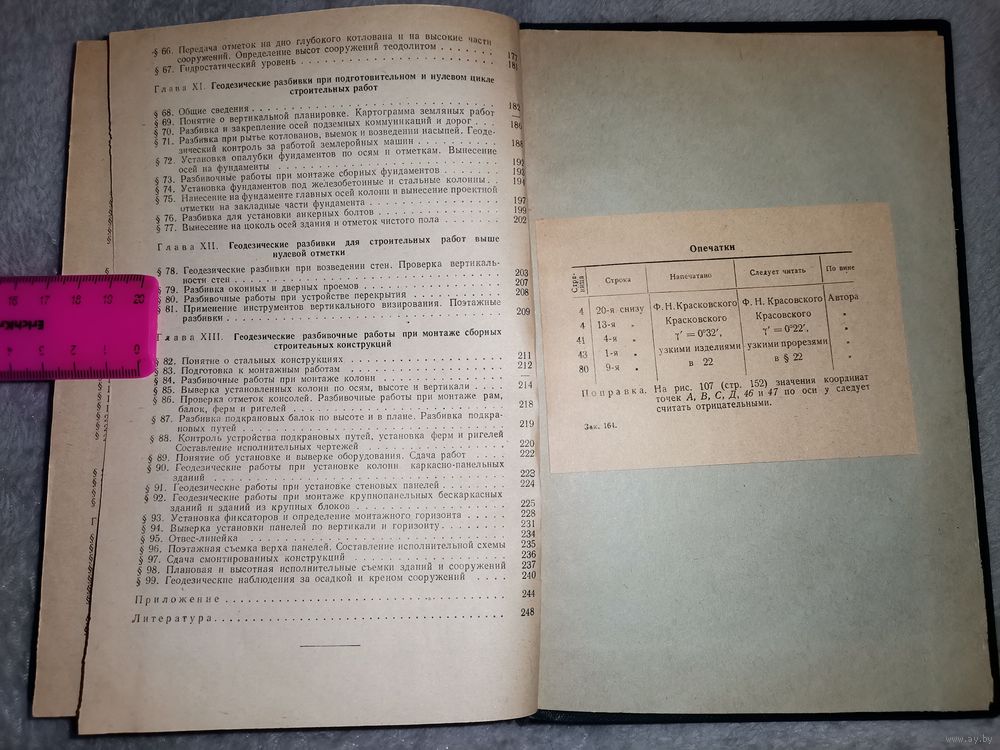 § 66. Передача отметок на дно глубокого котлована и на высокие части
сооружений. Определение высот сооружений теодолитом . . . . . . . 177
§ 67. Гидростатический уровень . . . . . . . . . . 181
Глава XI. Геодезические разбивки при подготовительном и нулевом цикле
строительных работ
§ 68. Общие сведения . . . . . . . . . . 182
§ 69. Понятие о вертикальной планировке. Картограмма земляных работ —
§ 70. Разбивка и закрепление осей подземных коммуникаций и дорог . . . 186
§ 71. Разбивка при рытье котлованов, выемок и возведении насыпей. Геоде-
зический контроль за работой землеройных машин . . . . . 188
§ 72. Установка опалубки фундаментов по осям и отметкам. Вынесение
осей на фундаменты . . . . . . . . . . 192
§ 73. Разбивочные работы при монтаже сборных фундаментов . . . . . 193
§ 74. Установка фундаментов под железобетонные и стальные колонны . . 194
§ 75. Нанесение на фундаменте главных осей колонн и вынесение проектной
отметки на закладные части фундамента . . . . . . . . 197
§ 76. Разбивка для установки анкерных болтов . . . . . . . . 199
§ 77. Вынесение на цоколь осей здания и отметок чистого пола . . . . 202
Глава XII. Геодезические разбивки для строительных работ выше
нулевой отметки
§ 78. Геодезические разбивки при возведении стен. Проверка вертикаль-
ности стен . . . . . . . . . . 203
§ 79. Разбивка оконных и дверных проемов . . . . . . . . 207
§ 80. Разбивочные работы при устройстве перекрытия . . . . . . 208
§ 81. Применение инструментов вертикального визирования. Поэтажные
разбивки . . . . . . . . . . 209
Глава XIII. Геодезические разбивочные работы при монтаже сборных
строительных конструкций
§ 82. Понятие о стальных конструкциях . . . . . . . . . . 211
§ 83. Подготовка к монтажным работам . . . . . . . . . . 212
§ 84. Разбивочные работы при монтаже колонн . . . . . . . . —
§ 85. Выверка установленных колонн по осям, высоте и вертикали . . . . 214
§ 86. Проверка отметок консолей. Разбивочные работы при монтаже рам,
балок, ферм и ригелей . . . . . . . . . . 218
§ 87. Разбивка подкрановых балок по высоте и в плане. Разбивка подкра-
новых путей . . . . . . . . . . 219
§ 88. Контроль устройства подкрановых путей, установка ферм и ригелей
Составление исполнительных чертежей . . . . . . . . 220
§ 89. Понятие об установке и выверке оборудования. Сдача работ . . . . 222
§ 90. Геодезические работы при установке колонн каркасно-панельных
зданий . . . . . . . . . . 223
§ 91. Геодезические работы при установке стеновых панелей . . . . . 224
§ 92. Геодезические работы при монтаже крупнопанельных бескаркасных
зданий и зданий из крупных блоков . . . . . . . . 225
§ 93. Установка фиксаторов и определение монтажного горизонта . . . . 228
§ 94. Выверка установки панелей по вертикали и горизонту . . . . . . 231
§ 95. Отвес-линейка . . . . . . . . . . 234
§ 96. Поэтажная съемка верха панелей. Составление исполнительной схемы 235
§ 97. Сдача смонтированных конструкций . . . . . . . . . . 236
§ 98. Плановая и высотная исполнительные съемки зданий и сооружений 237
§ 99. Геодезические наблюдения за осадкой и креном сооружений . . . . 240
Приложение . . . . . . . . . . 244
Литература . . . . . . . . . . 248
16 17 18 19 20
Опечатки
Стра-
ница Строка Напечатано Следует читать По вине
4 20-я снизу Ф. Н. Красковского Ф. Н. Красовского Автора
4 13-я „ Красковского Красовского „
41 4-я „ γ′ = 0°32′, γ′ = 0°22′, „
43 1-я „ узкими изделиями узкими прорезями „
80 9-я „ в 22 в § 22 „
Поправка. На рис. 107 (стр. 152) значения координат
точек А, В, С, Д, 46 и 47 по оси у следует
считать отрицательными.
Зак. 164.
www.ay.by